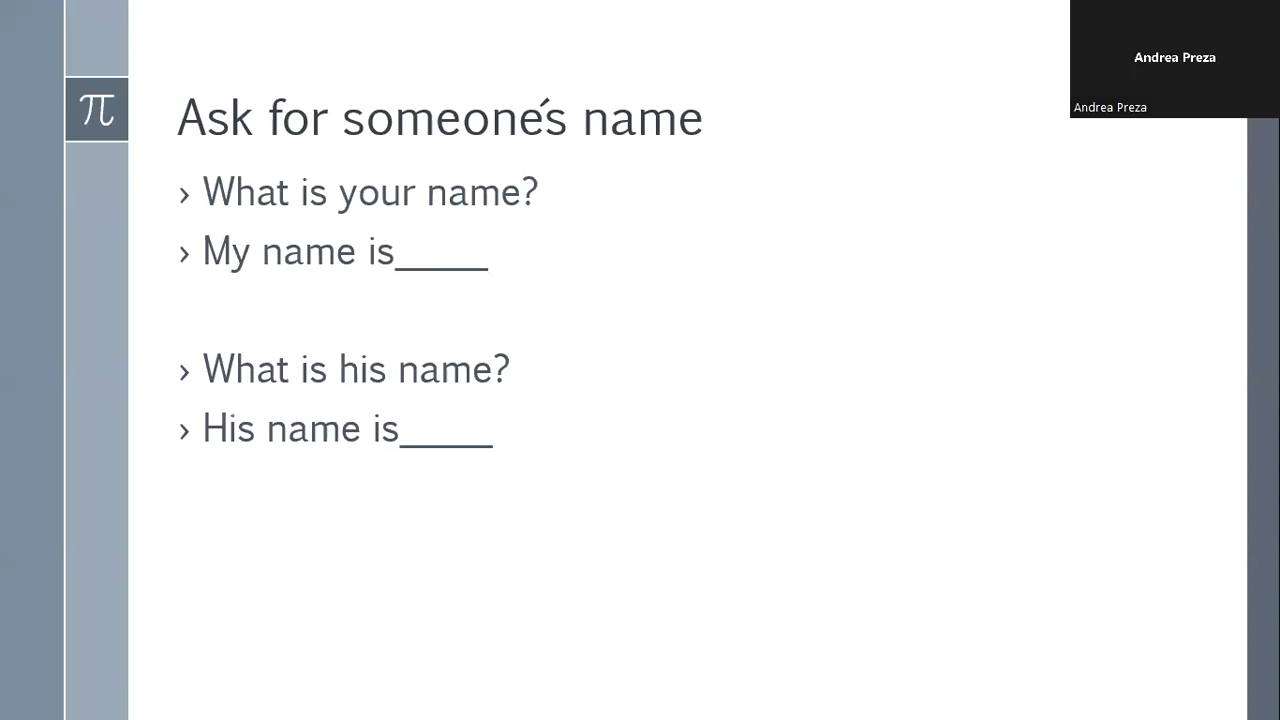 Andrea Preza
Andrea Preza
π
Ask for someone´s name
› What is your name?
› My name is_____
› What is his name?
› His name is_____